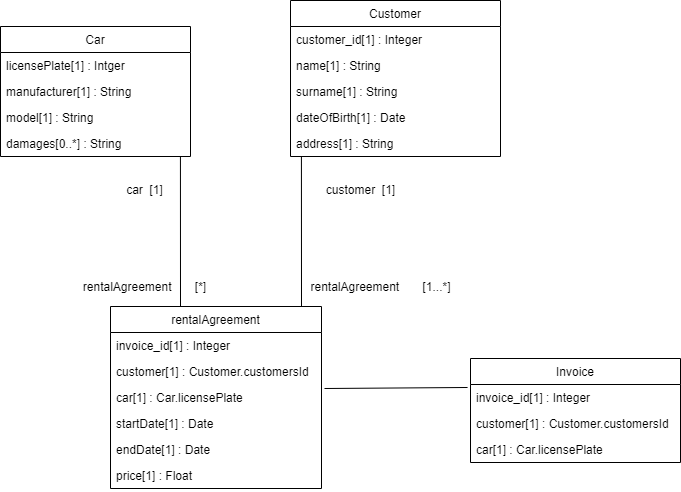 Customer
customer_id[1] : Integer
name[1] : String
surname[1] : String
dateOfBirth[1] : Date
address[1] : String
Car
licensePlate[1] : Intger
manufacturer[1] : String
model[1] : String
damages[0..*] : String
car [1]
customer [1]
rentalAgreement [*]
rentalAgreement [1...*]
rentalAgreement
invoice_id[1] : Integer
customer[1] : Customer.customersId
car[1] : Car.licensePlate
startDate[1] : Date
endDate[1] : Date
price[1] : Float
Invoice
invoice_id[1] : Integer
customer[1] : Customer.customersId
car[1] : Car.licensePlate